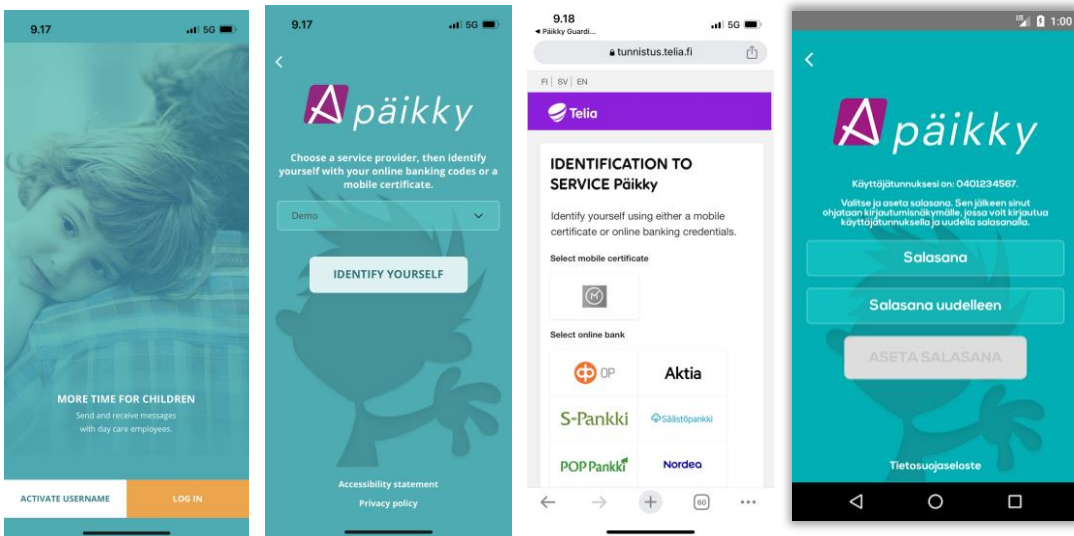 9.17
5G
MORE TIME FOR CHILDREN
Send and receive messages
with day care employees.
ACTIVATE USERNAME
LOG IN
9.17
5G
päikky
Choose a service provider, then identify
yourself with your online banking codes or a
mobile certificate.
Demo
IDENTIFY YOURSELF
Accessibility statement
Privacy policy
9.18
5G
◀ Päikky Guardi...
tunnistus.telia.fi
FI | SV | EN
Telia
IDENTIFICATION TO
SERVICE Päikky
Identify yourself using either a mobile
certificate or online banking credentials.
Select mobile certificate
Select online bank
OP
Aktia
S-Pankki
Säästöpankki
POP Pankki
Nordea
60
1:00
päikky
Käyttäjätunnuksesi on: 0401234567.
Valitse ja aseta salasana. Sen jälkeen sinut
ohjataan kirjautumisnäkymälle, jossa voit kirjautua
käyttäjätunnuksella ja uudella salasanalla.
Salasana
Salasana uudelleen
ASETA SALASANA
Tietosuojaseloste